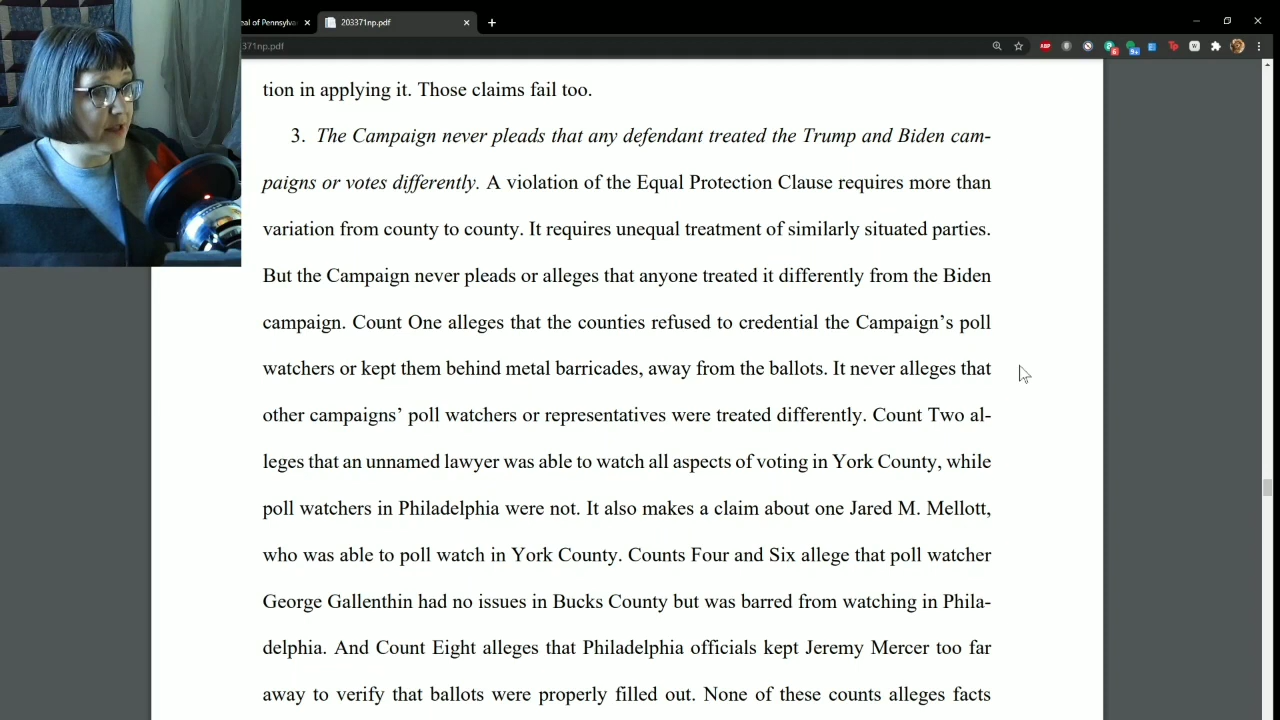 eal of Pennsylva
203371np.pdf
371np.pdf
tion in applying it. Those claims fail too.
3. The Campaign never pleads that any defendant treated the Trump and Biden cam-
paigns or votes differently. A violation of the Equal Protection Clause requires more than
variation from county to county. It requires unequal treatment of similarly situated parties.
But the Campaign never pleads or alleges that anyone treated it differently from the Biden
campaign. Count One alleges that the counties refused to credential the Campaign’s poll
watchers or kept them behind metal barricades, away from the ballots. It never alleges that
other campaigns’ poll watchers or representatives were treated differently. Count Two al-
leges that an unnamed lawyer was able to watch all aspects of voting in York County, while
poll watchers in Philadelphia were not. It also makes a claim about one Jared M. Mellott,
who was able to poll watch in York County. Counts Four and Six allege that poll watcher
George Gallenthin had no issues in Bucks County but was barred from watching in Phila-
delphia. And Count Eight alleges that Philadelphia officials kept Jeremy Mercer too far
away to verify that ballots were properly filled out. None of these counts alleges facts